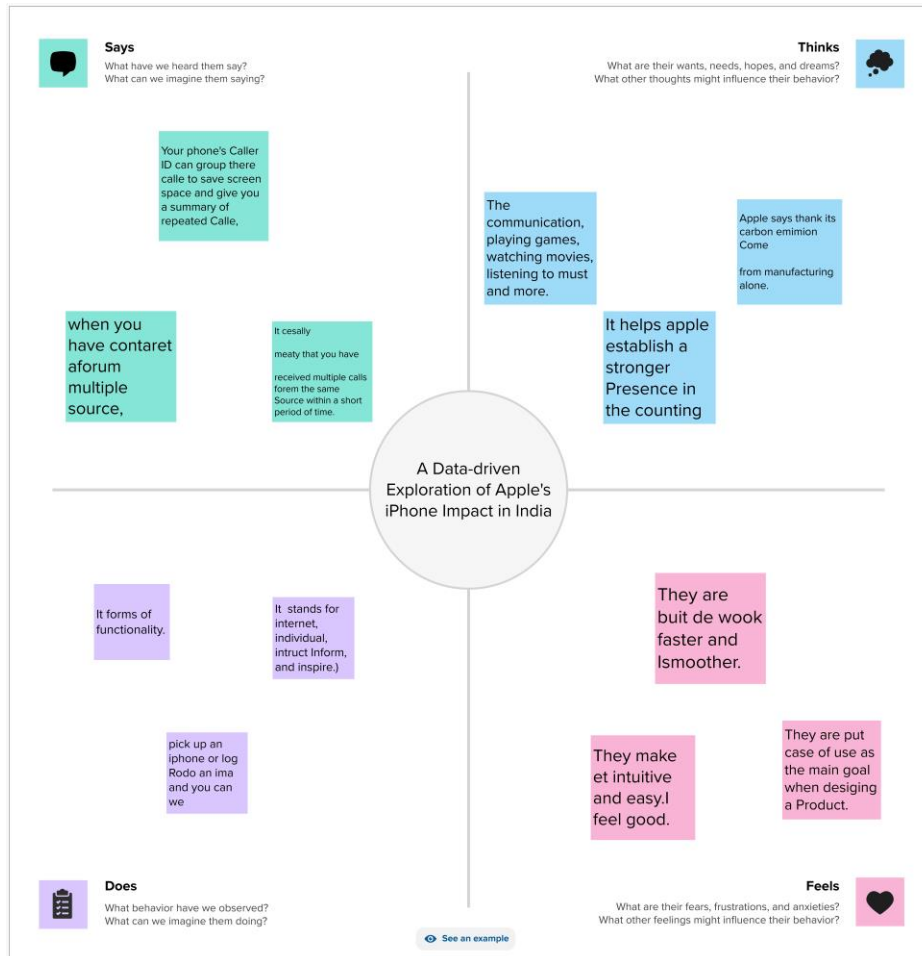 Says
What have we heard them say?
What can we imagine them saying?
Thinks
What are their wants, needs, hopes, and dreams?
What other thoughts might influence their behavior?
Your phone's Caller
ID can group there
calle to save screen
space and give you
a summary of
repeated Calle,
when you
have contaret
aforum
multiple
source,
It cesally
meaty that you have
received multiple calls
forem the same
Source within a short
period of time.
The
communication,
playing games,
watching movies,
listening to must
and more.
Apple says thank its
carbon emimion
Come
from manufacturing
alone.
It helps apple
establish a
stronger
Presence in
the counting
A Data-driven
Exploration of Apple's
iPhone Impact in India
It forms of
functionality.
It stands for
internet,
individual,
intruct Inform,
and inspire.)
pick up an
iphone or log
Rodo an ima
and you can
we
They are
buit de wook
faster and
Ismoother.
They make
et intuitive
and easy.I
feel good.
They are put
case of use as
the main goal
when desiging
a Product.
Does
What behavior have we observed?
What can we imagine them doing?
Feels
What are their fears, frustrations, and anxieties?
What other feelings might influence their behavior?
See an example